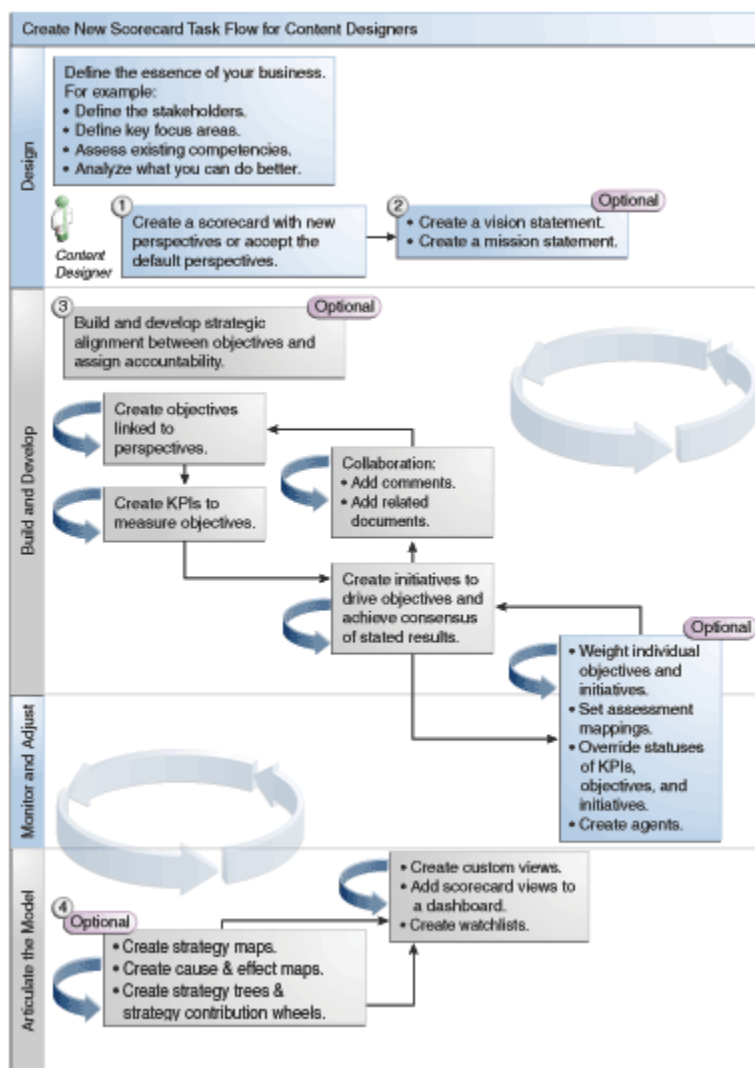 Create New Scorecard Task Flow for Content Designers
Design
Define the essence of your business.
For example:
• Define the stakeholders.
• Define key focus areas.
• Assess existing competencies.
• Analyze what you can do better.
Content
Designer
1
Create a scorecard with new
perspectives or accept the
default perspectives.
2
Optional
• Create a vision statement.
• Create a mission statement.
Build and Develop
3
Optional
Build and develop strategic
alignment between objectives and
assign accountability.
Create objectives
linked to
perspectives.
Collaboration:
• Add comments.
• Add related
documents.
Create KPIs to
measure objectives.
Create initiatives to
drive objectives and
achieve consensus
of stated results.
Optional
• Weight individual
objectives and
initiatives.
• Set assessment
mappings.
• Override statuses
of KPIs,
objectives, and
initiatives.
• Create agents.
Monitor and Adjust
Articulate the Model
• Create custom views.
• Add scorecard views to
a dashboard.
• Create watchlists.
4
Optional
• Create strategy maps.
• Create cause & effect maps.
• Create strategy trees &
strategy contribution wheels.